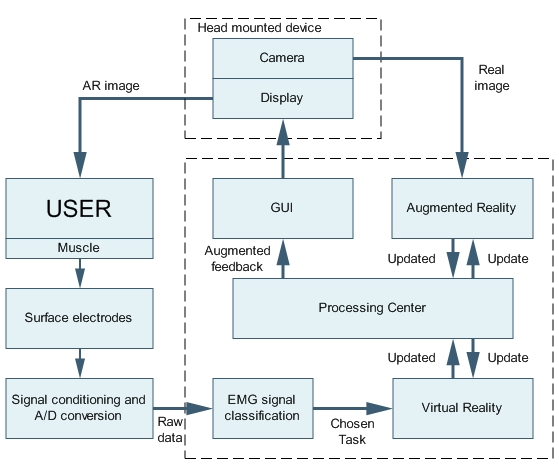 Head mounted device
Camera
Display
AR image
Real
image
USER
Muscle
GUI
Augmented Reality
Augmented
feedback
Updated
Update
Surface electrodes
Processing Center
Updated
Update
Signal conditioning and
A/D conversion
Raw
data
EMG signal
classification
Chosen
Task
Virtual Reality